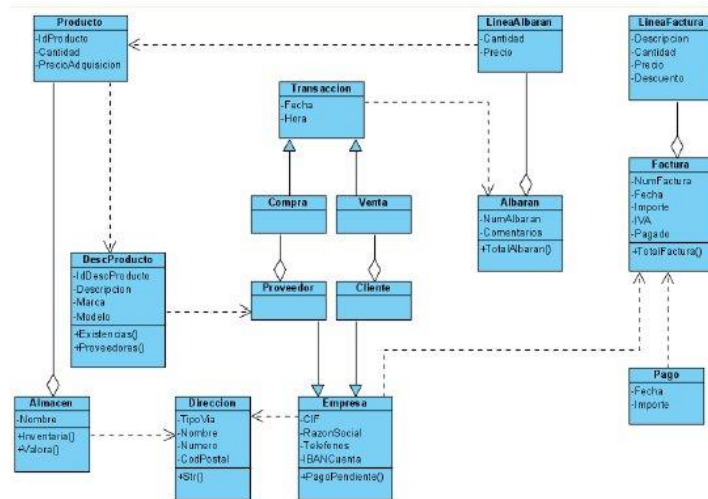 Producto
-IdProducto
-Cantidad
-PrecioAdquisicion
LineaAlbaran
-Cantidad
-Precio
LineaFactura
-Descripcion
-Cantidad
-Precio
-Descuento
Transaccion
-Fecha
-Hora
Factura
-NumFactura
-Fecha
-Importe
-IVA
-Pagado
+TotalFactura()
Compra
Venta
Albaran
-NumAlbaran
-Comentarios
+TotalAlbaran()
DescProducto
-IdDescProducto
-Descripcion
-Marca
-Modelo
+Existencias()
+Proveedores()
Proveedor
Cliente
Pago
-Fecha
-Importe
Almacen
-Nombre
+Inventaria()
+Valora()
Direccion
-TipoVia
-Nombre
-Numero
-CodPostal
+Str()
Empresa
-CIF
-RazonSocial
-Telefonos
-IBANCuenta
+PagoPendiente()